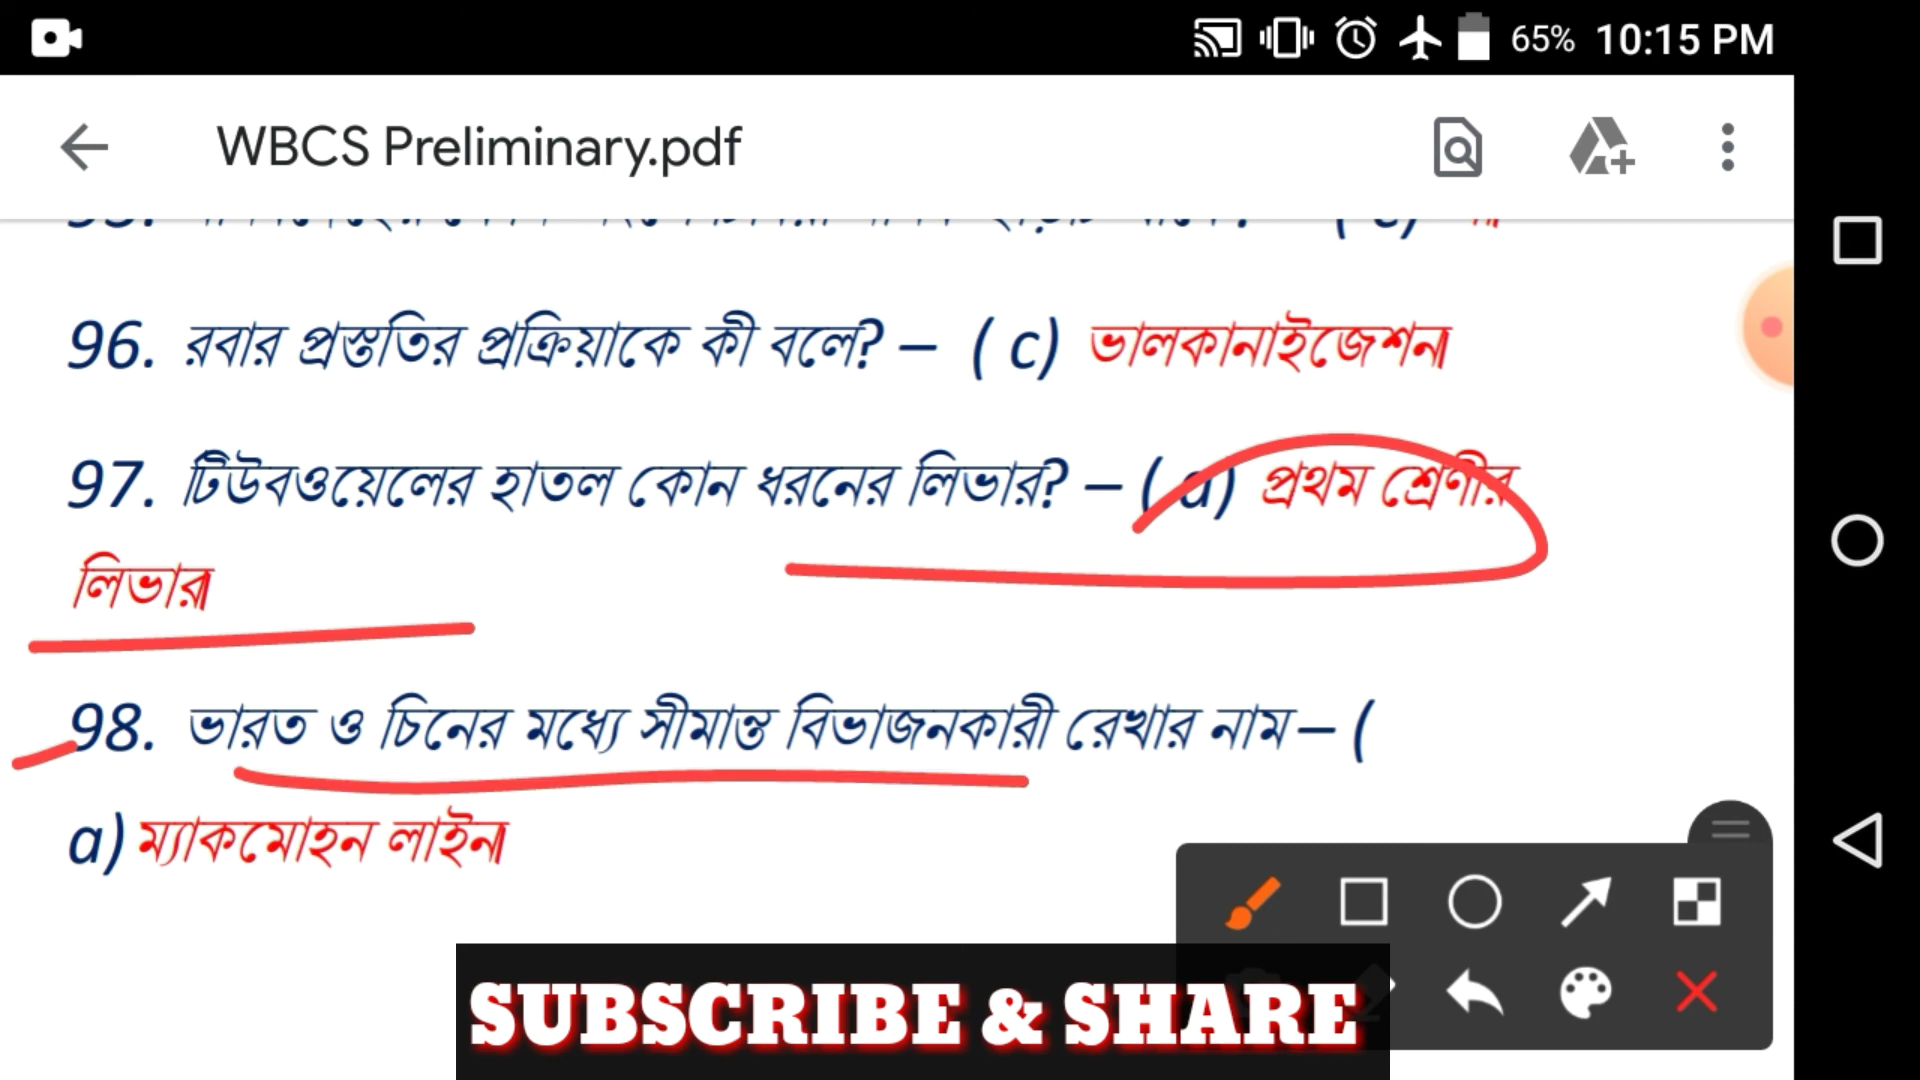 65% 10:15 PM
WBCS Preliminary.pdf
96. রবার প্রস্তুতির প্রক্রিয়াকে কী বলে? – ( c) ভালকানাইজেশন।
97. টিউবওয়েলের হাতল কোন ধরনের লিভার? – ( a) প্রথম শ্রেণীর
লিভার।
98. ভারত ও চিনের মধ্যে সীমান্ত বিভাজনকারী রেখার নাম – (
a) ম্যাকমোহন লাইন।
SUBSCRIBE & SHARE